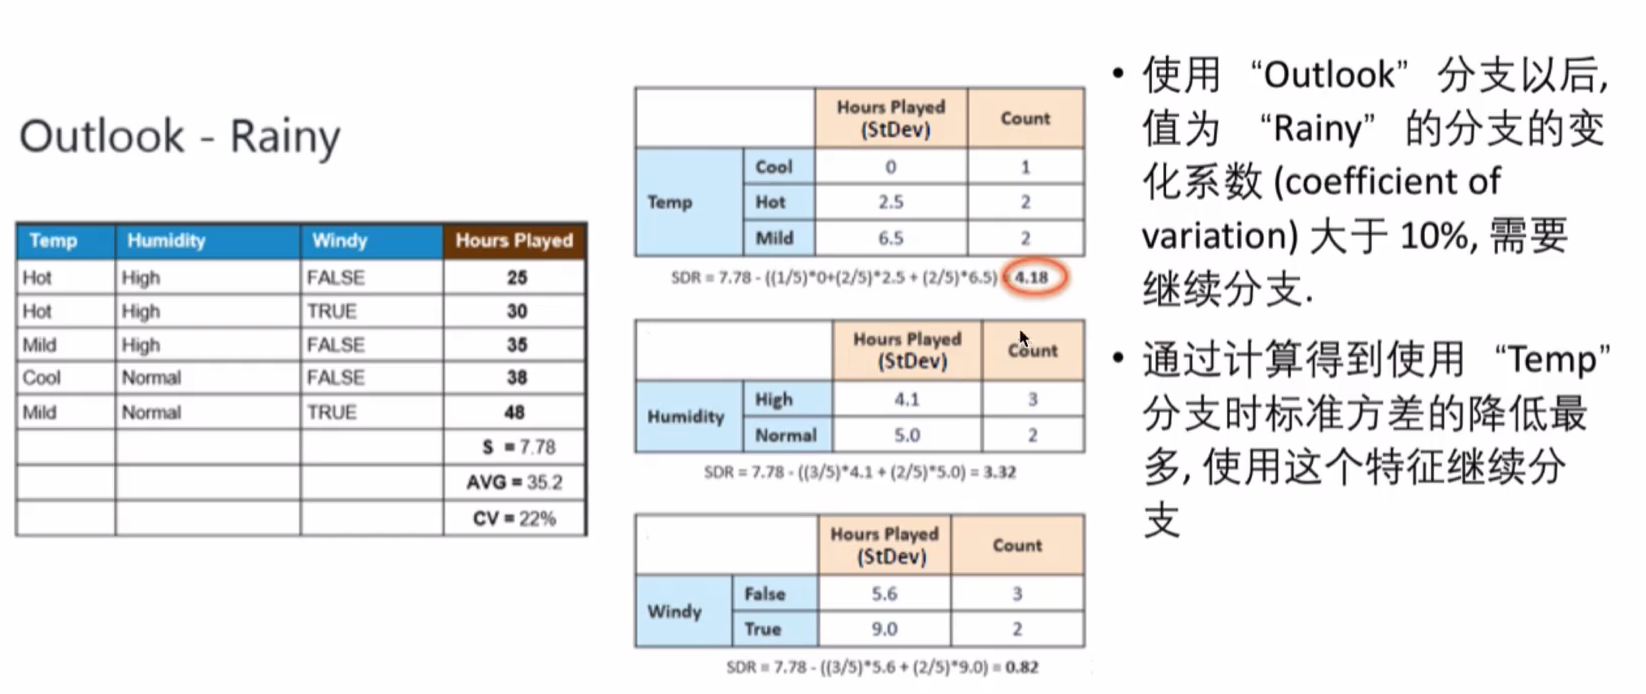 Outlook - Rainy
Temp Humidity Windy Hours Played
Hot High FALSE 25
Hot High TRUE 30
Mild High FALSE 35
Cool Normal FALSE 38
Mild Normal TRUE 48
S = 7.78
AVG = 35.2
CV = 22%
Hours Played (StDev) Count
Temp
Cool 0 1
Hot 2.5 2
Mild 6.5 2
SDR = 7.78 - ((1/5)*0+(2/5)*2.5 + (2/5)*6.5) 4.18
Hours Played (StDev) Count
Humidity
High 4.1 3
Normal 5.0 2
SDR = 7.78 - ((3/5)*4.1 + (2/5)*5.0) = 3.32
Hours Played (StDev) Count
Windy
False 5.6 3
True 9.0 2
SDR = 7.78 - ((3/5)*5.6 + (2/5)*9.0) = 0.82
• 使用 “Outlook” 分支以后,
值为 “Rainy” 的分支的变
化系数 (coefficient of
variation) 大于 10%, 需要
继续分支.
• 通过计算得到使用 “Temp”
分支时标准方差的降低最
多, 使用这个特征继续分
支